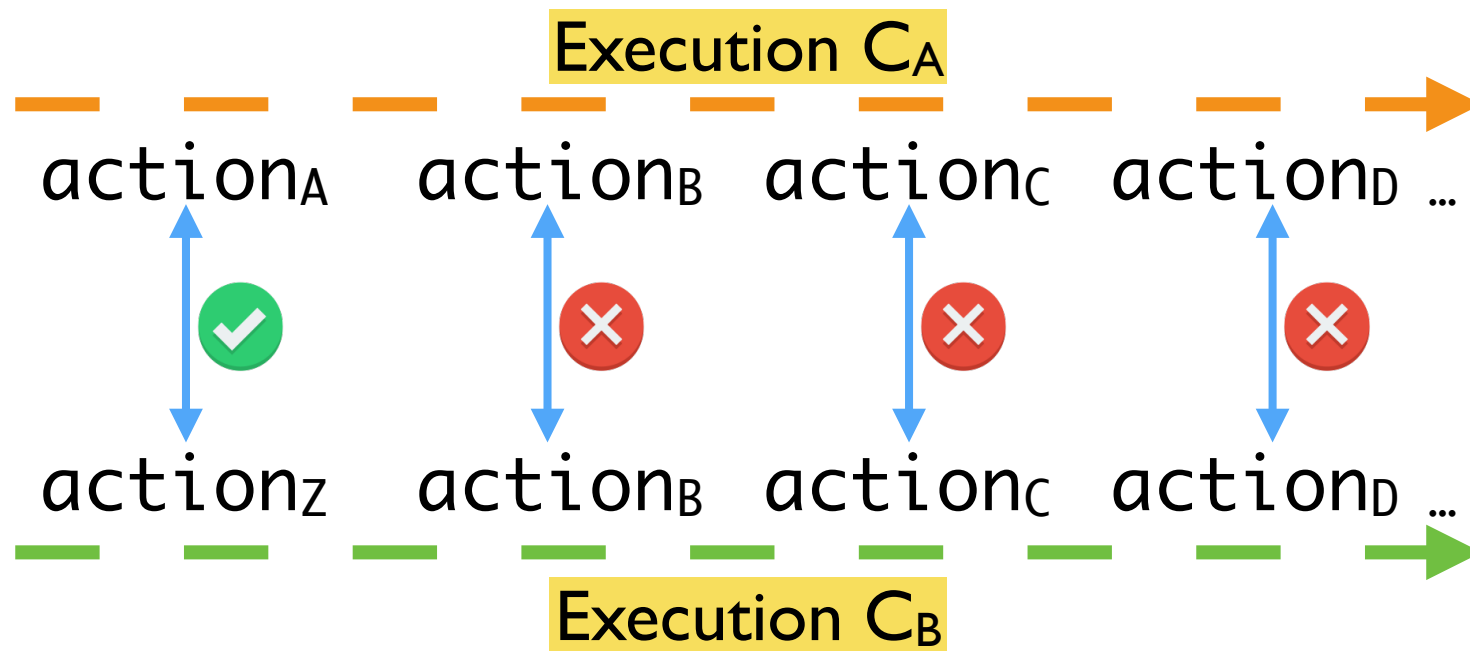 Execution CA
actionA actionB actionC actionD …
actionZ actionB actionC actionD …
Execution CB